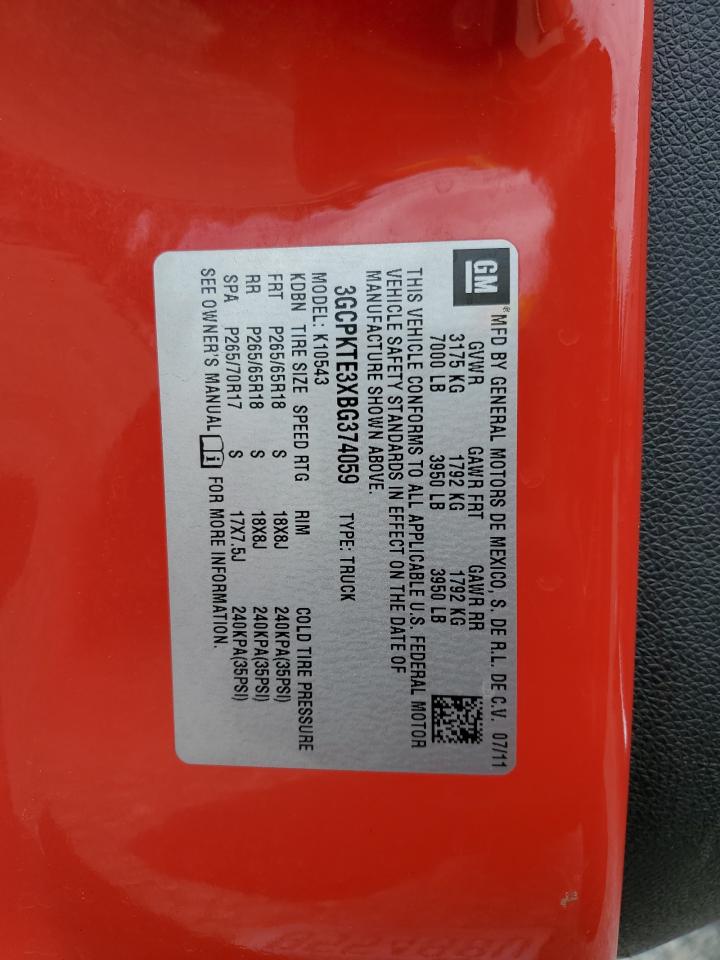 GM
®MFD BY GENERAL MOTORS DE MEXICO, S. DE R.L. DE C.V. 07/11
GVWR GAWR FRT GAWR RR
3175 KG 1792 KG 1792 KG
7000 LB 3950 LB 3950 LB
THIS VEHICLE CONFORMS TO ALL APPLICABLE U.S. FEDERAL MOTOR
VEHICLE SAFETY STANDARDS IN EFFECT ON THE DATE OF
MANUFACTURE SHOWN ABOVE.
3GCPKTE3XBG374059 TYPE: TRUCK
MODEL: K10543
KDBN TIRE SIZE SPEED RTG RIM COLD TIRE PRESSURE
FRT P265/65R18 S 18X8J 240KPA(35PSI)
RR P265/65R18 S 18X8J 240KPA(35PSI)
SPA P265/70R17 S 17X7.5J 240KPA(35PSI)
SEE OWNER'S MANUAL i FOR MORE INFORMATION.